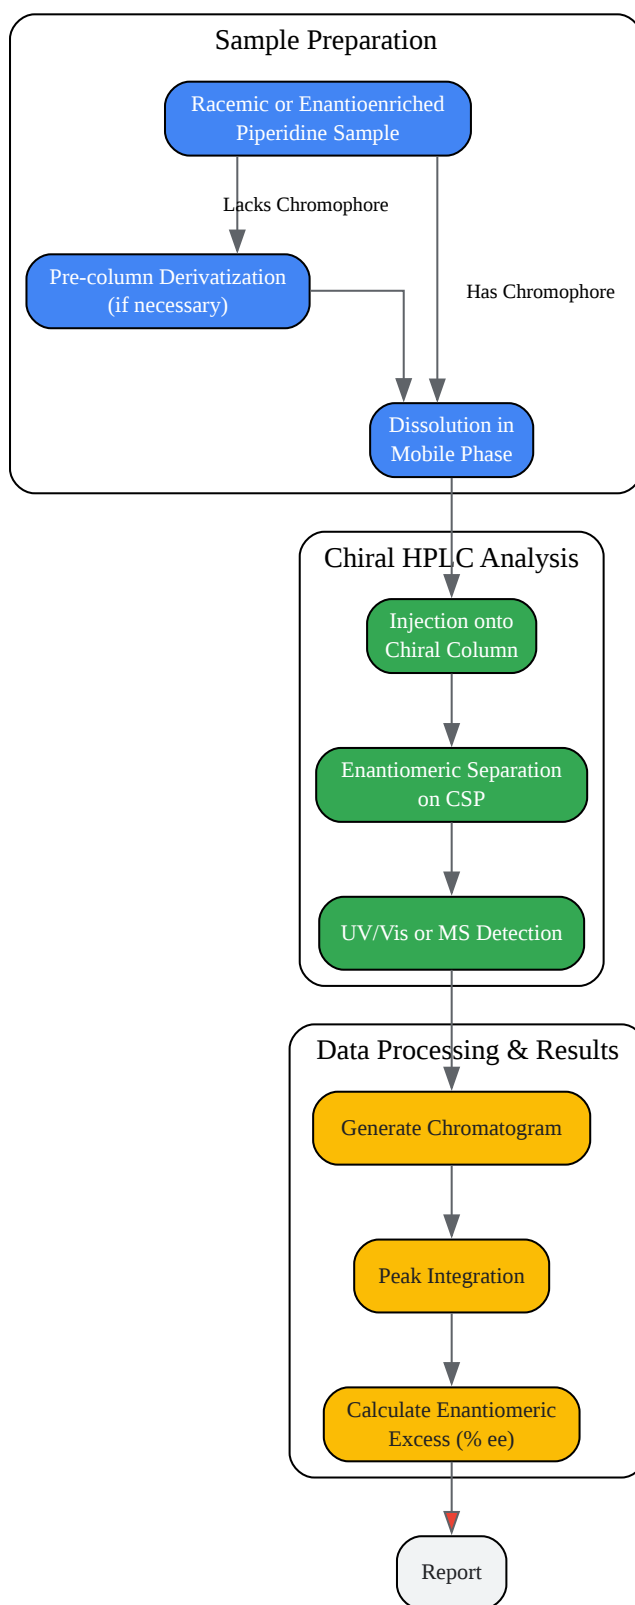 Sample Preparation
Racemic or Enantioenriched
Piperidine Sample
Lacks Chromophore
Pre-column Derivatization
(if necessary)
Has Chromophore
Dissolution in
Mobile Phase
Chiral HPLC Analysis
Injection onto
Chiral Column
Enantiomeric Separation
on CSP
UV/Vis or MS Detection
Data Processing & Results
Generate Chromatogram
Peak Integration
Calculate Enantiomeric
Excess (% ee)
Report